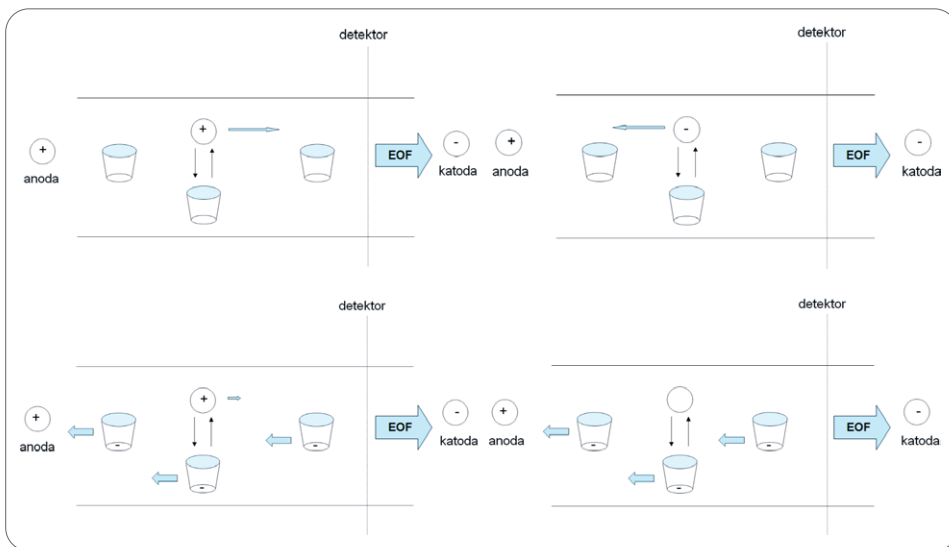 detektor
+
+
EOF
-
anoda
katoda
detektor
-
+
EOF
-
anoda
katoda
detektor
+
+
EOF
-
anoda
katoda
-
-
-
detektor
+
EOF
-
anoda
katoda
-
-
-